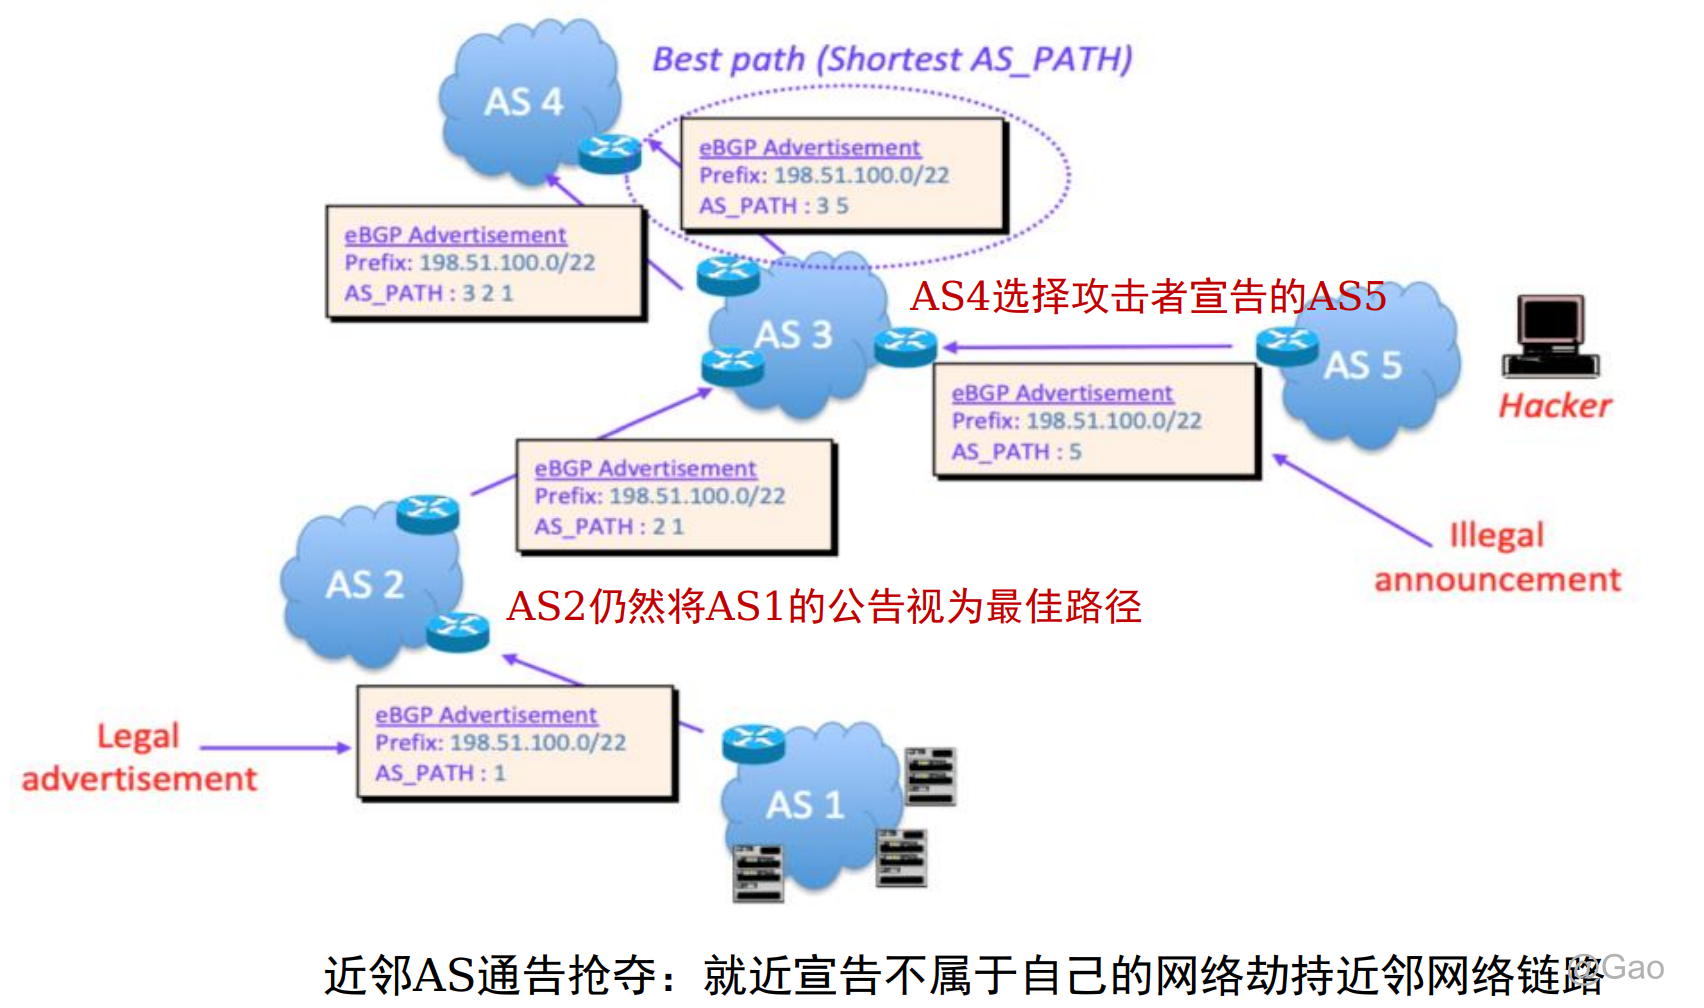 Best path (Shortest AS_PATH)
AS 4
eBGP Advertisement
Prefix: 198.51.100.0/22
AS_PATH : 3 5
eBGP Advertisement
Prefix: 198.51.100.0/22
AS_PATH : 3 2 1
AS4选择攻击者宣告的AS5
AS 3
AS 5
Hacker
eBGP Advertisement
Prefix: 198.51.100.0/22
AS_PATH : 5
eBGP Advertisement
Prefix: 198.51.100.0/22
AS_PATH : 2 1
Illegal
announcement
AS 2
AS2仍然将AS1的公告视为最佳路径
eBGP Advertisement
Prefix: 198.51.100.0/22
AS_PATH : 1
Legal
advertisement
AS 1
近邻AS通告抢夺：就近宣告不属于自己的网络劫持近邻网络链路
@Gao